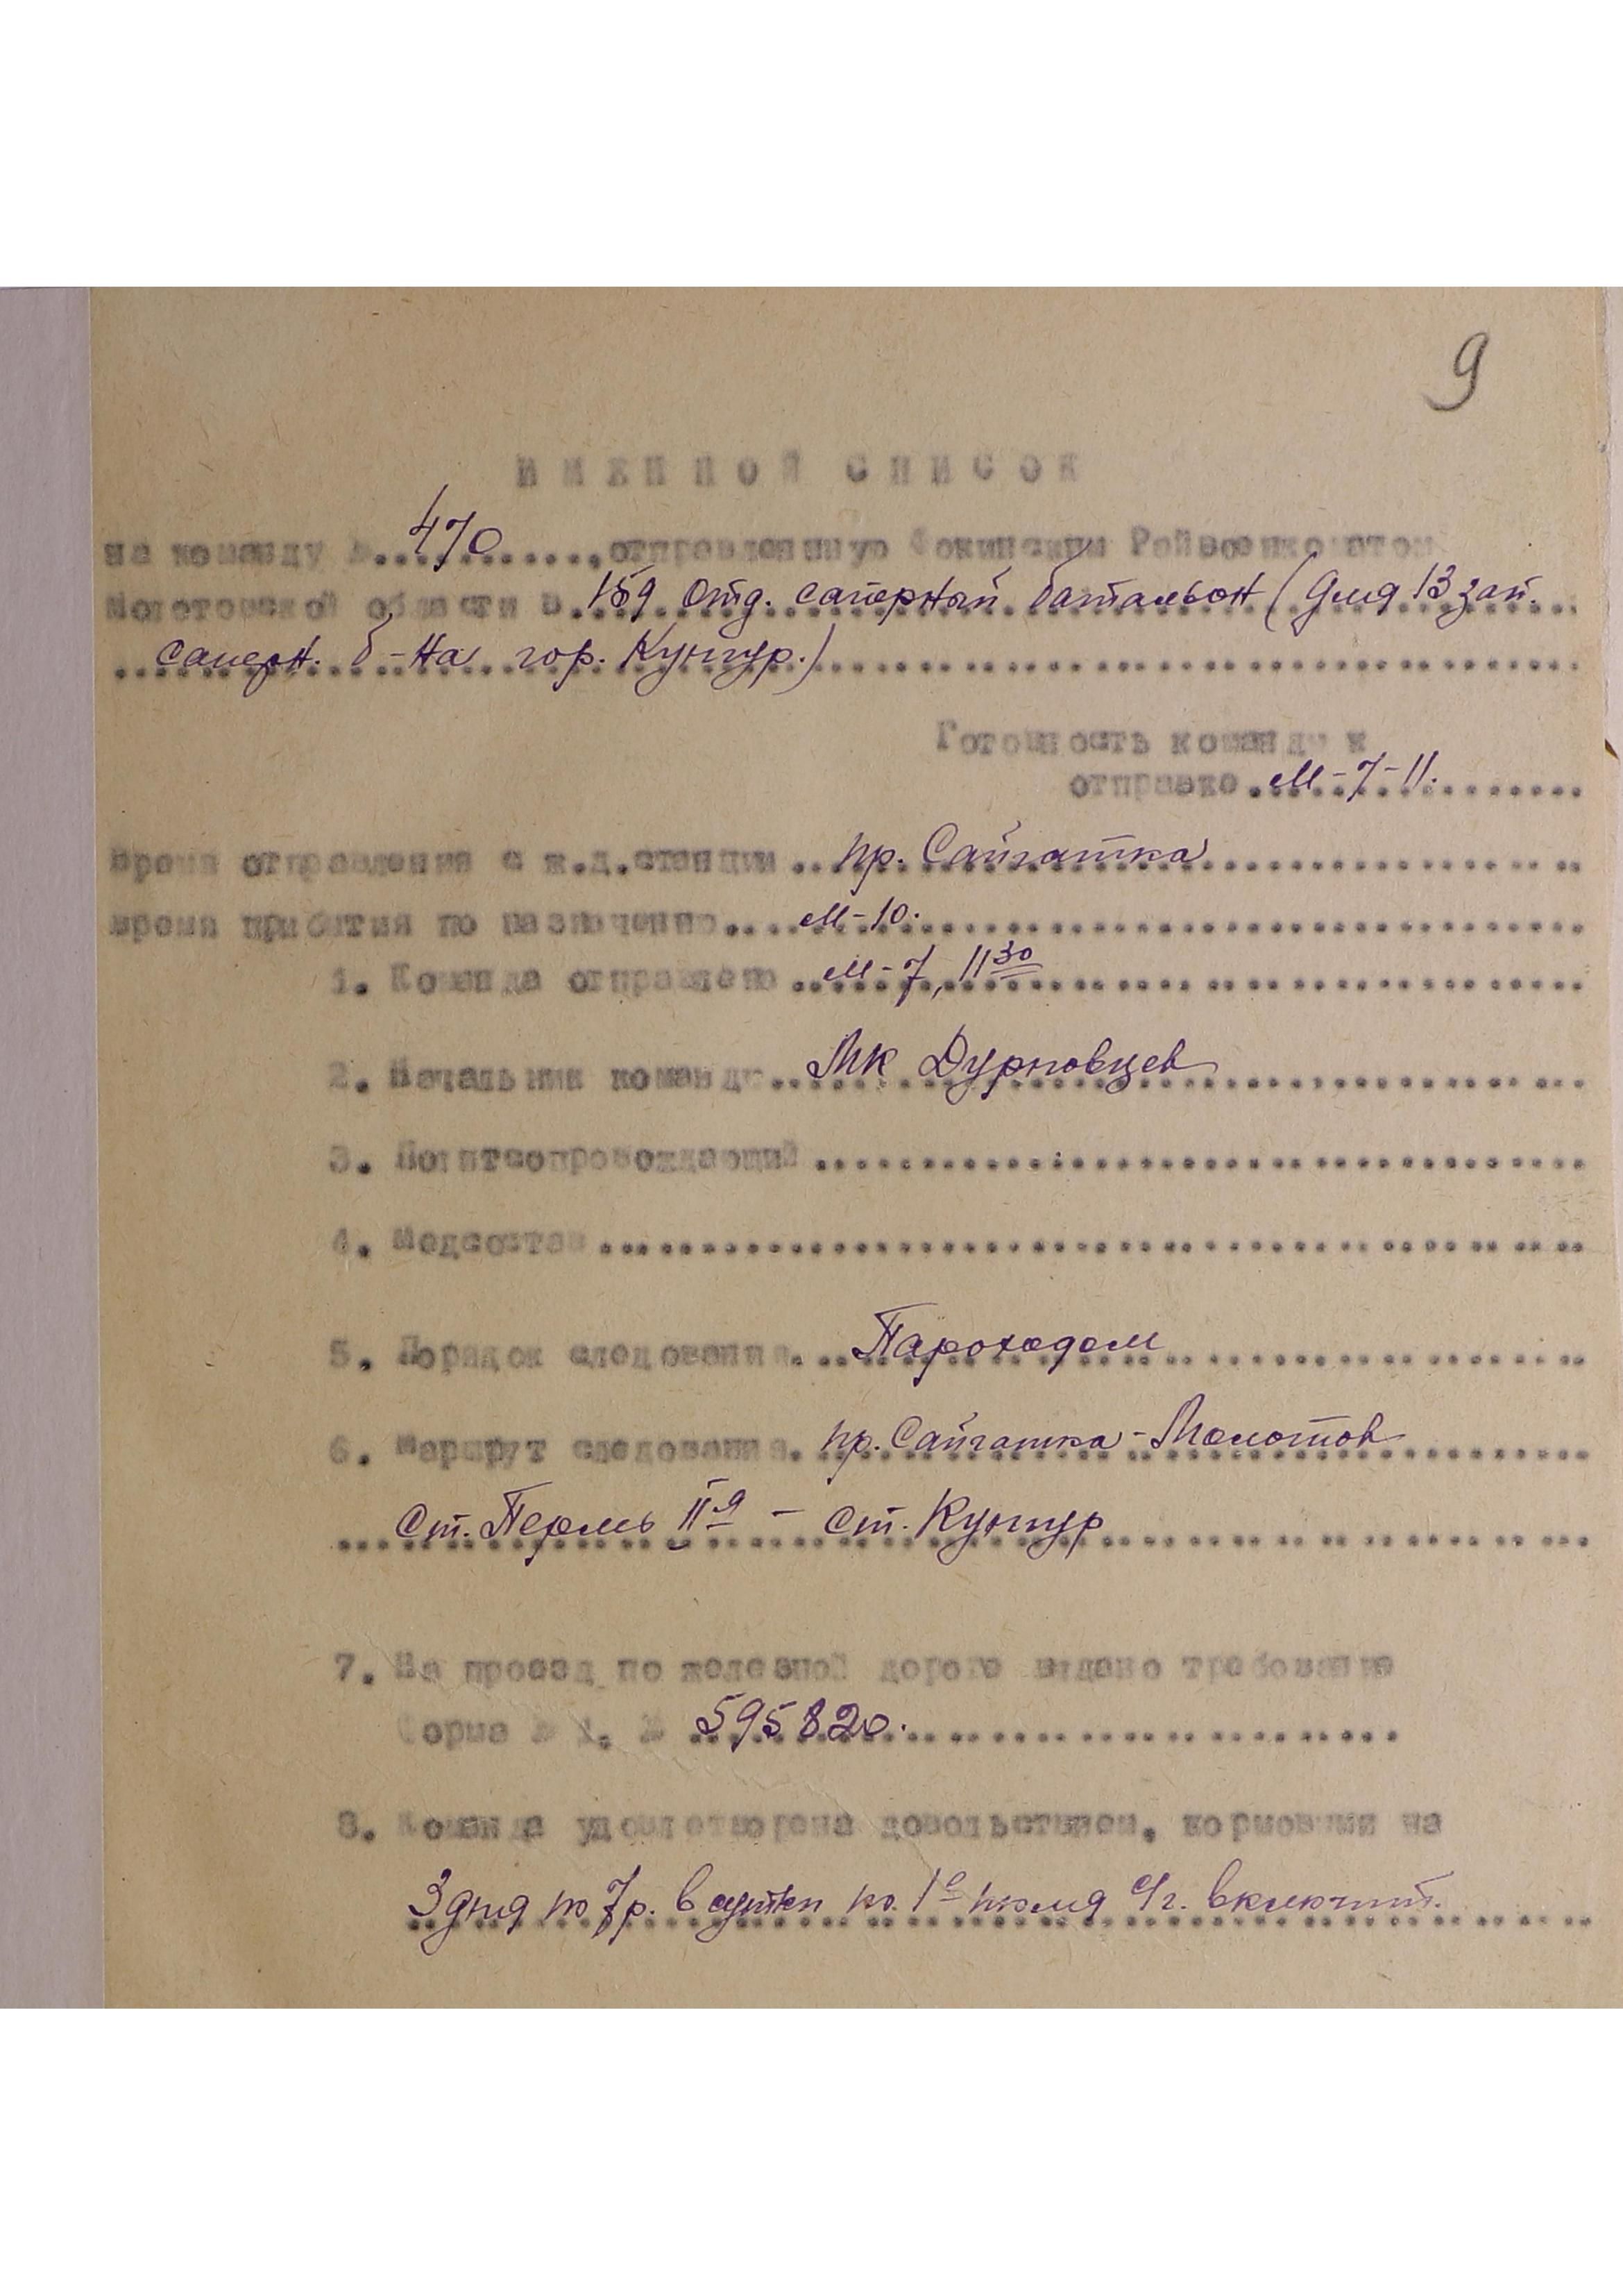 9
ИМЕННОЙ СПИСОК
на команду № 470, отправленную Фокинским Райвоенкоматом
Молотовской области в 159 отд. саперный батальон (для 13 зап.
саперн. б-на гор. Кунгур.)
Готовность команды к
отправке М-7-11.
Время отправления с ж.д.станции пр. Сайгатка
время прибытия по назначению М-10.
1. Команда отправлена М-7, 11 30
2. Начальник команды МК Дурновцев
3. Политсопровождающий
4. Медсостав
5. Порядок следования Пароходом
6. Маршрут следования пр. Сайгатка - Молотов
ст. Пермь II я - ст. Кунгур
7. На проезд по железной дороге выдано требование
форма № 1. № 595820.
8. Команда удовлетворена довольствием, кормовыми на
3 дня по 7 р. в сутки по 1е июля с/г. включит.